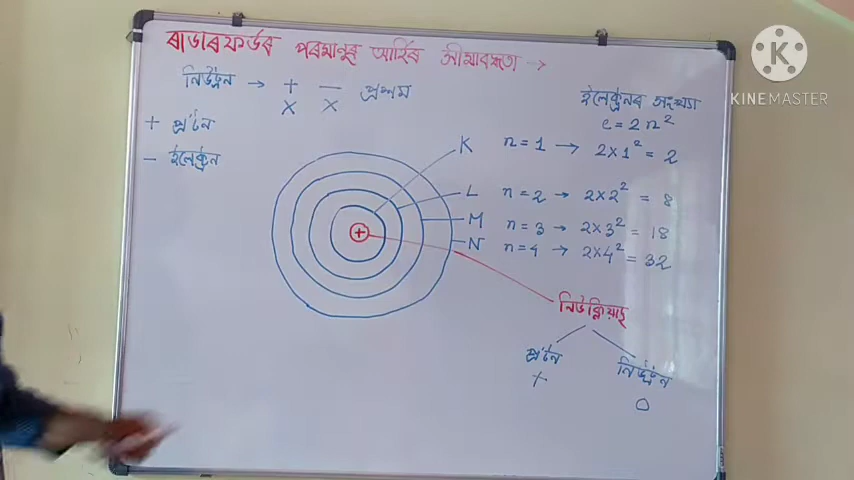 ৰাডাৰফৰ্ডৰ পৰমাণুৰ আৰ্হিৰ সীমাবদ্ধতা →
নিউট্ৰন → + — প্ৰশম
× ×
+ প্ৰ'টন
– ইলেক্ট্ৰন
ইলেক্ট্ৰনৰ সংখ্যা
e = 2n²
K n = 1 → 2×1² = 2
L n = 2 → 2×2² = 8
M n = 3 → 2×3² = 18
N n = 4 → 2×4² = 32
+
নিউক্লিয়াছ
প্ৰ'টন নিউট্ৰন
+ 0
K
KINEMASTER